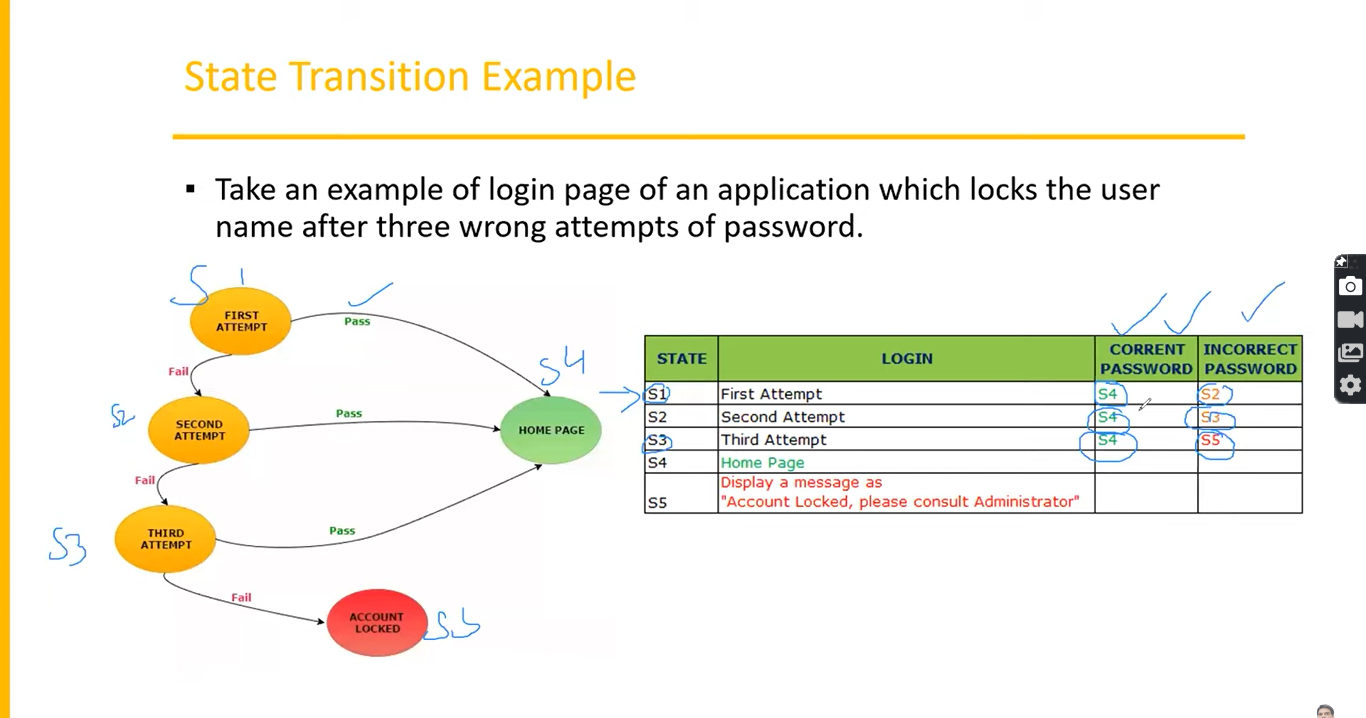 State Transition Example
▪ Take an example of login page of an application which locks the user
name after three wrong attempts of password.
S1
FIRST
ATTEMPT
Pass
Fail
S2
SECOND
ATTEMPT
Pass
S4
HOME PAGE
Fail
S3
THIRD
ATTEMPT
Pass
Fail
ACCOUNT
LOCKED
S5
STATE LOGIN CORRENT PASSWORD INCORRECT PASSWORD
S1 First Attempt S4 S2
S2 Second Attempt S4 S3
S3 Third Attempt S4 S5
S4 Home Page
S5 Display a message as
"Account Locked, please consult Administrator"